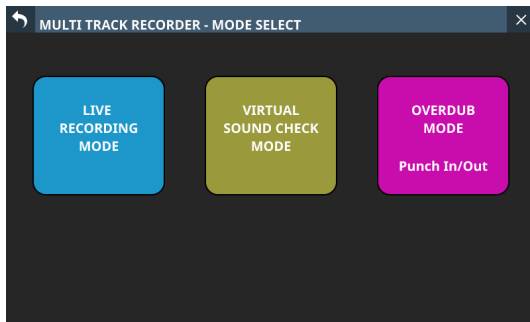 MULTI TRACK RECORDER - MODE SELECT
LIVE
RECORDING
MODE
VIRTUAL
SOUND CHECK
MODE
OVERDUB
MODE
Punch In/Out